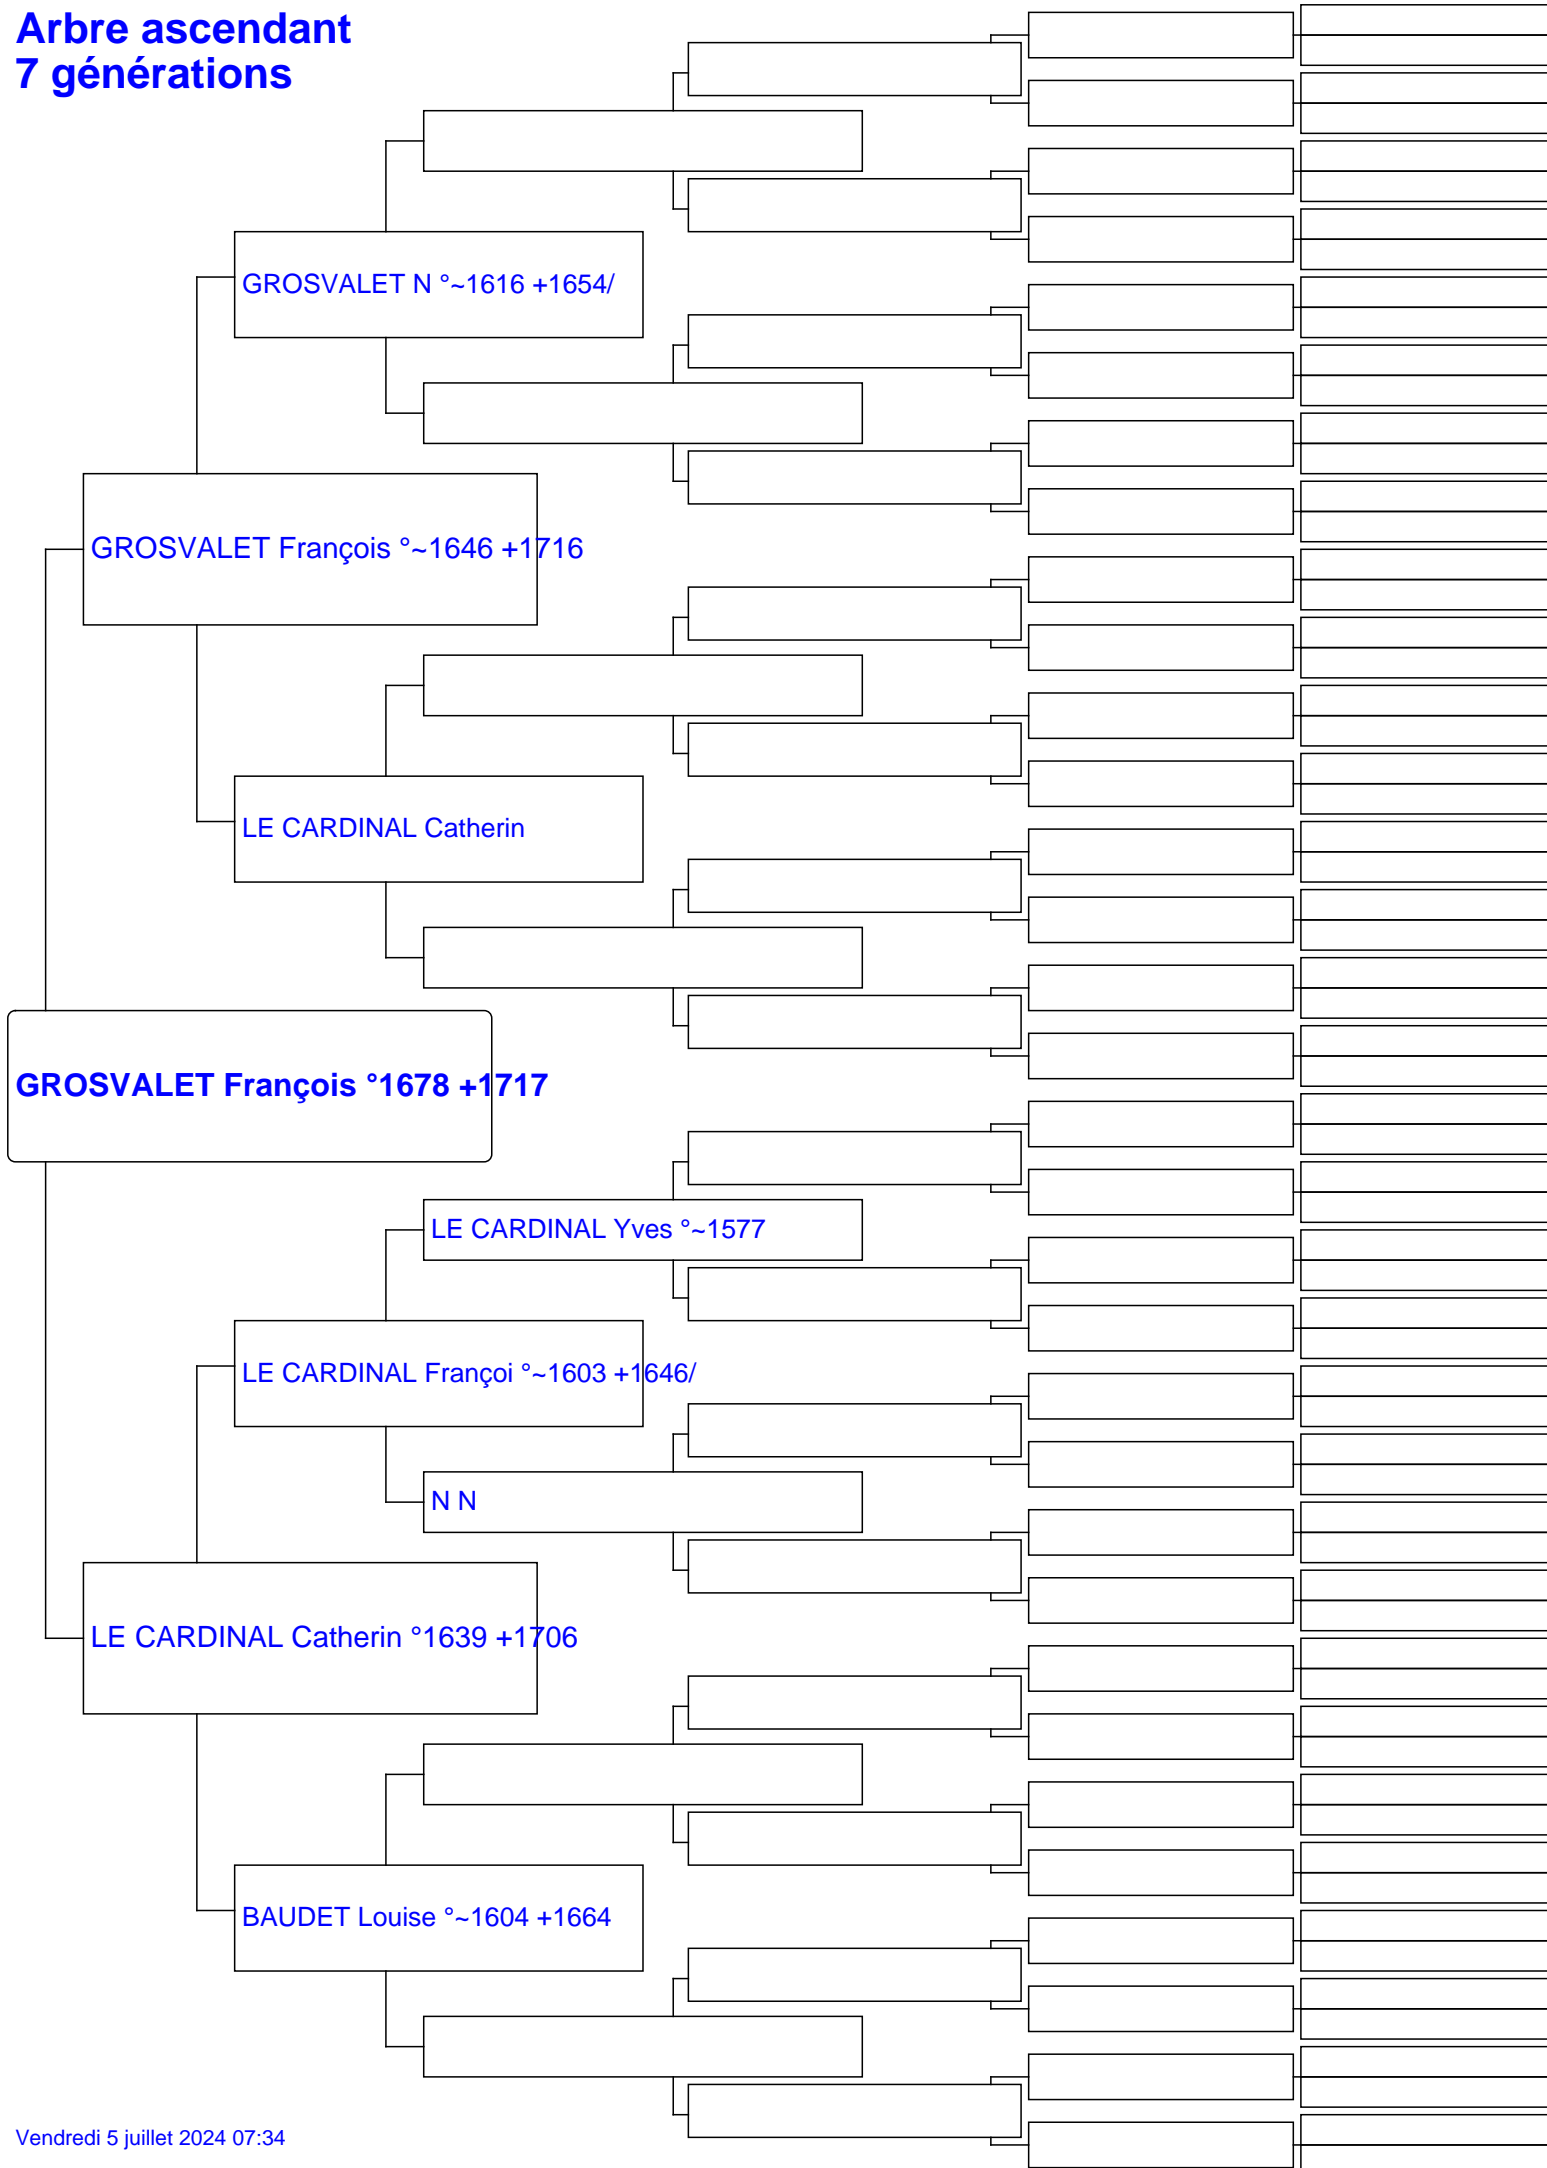 Arbre ascendant
7 générations
GROSVALET N °~1616 +1654/
GROSVALET François °~1646 +1716
LE CARDINAL Catherin
GROSVALET François °1678 +1717
LE CARDINAL Yves °~1577
LE CARDINAL Françoi °~1603 +1646/
N N
LE CARDINAL Catherin °1639 +1706
BAUDET Louise °~1604 +1664
Vendredi 5 juillet 2024 07:34